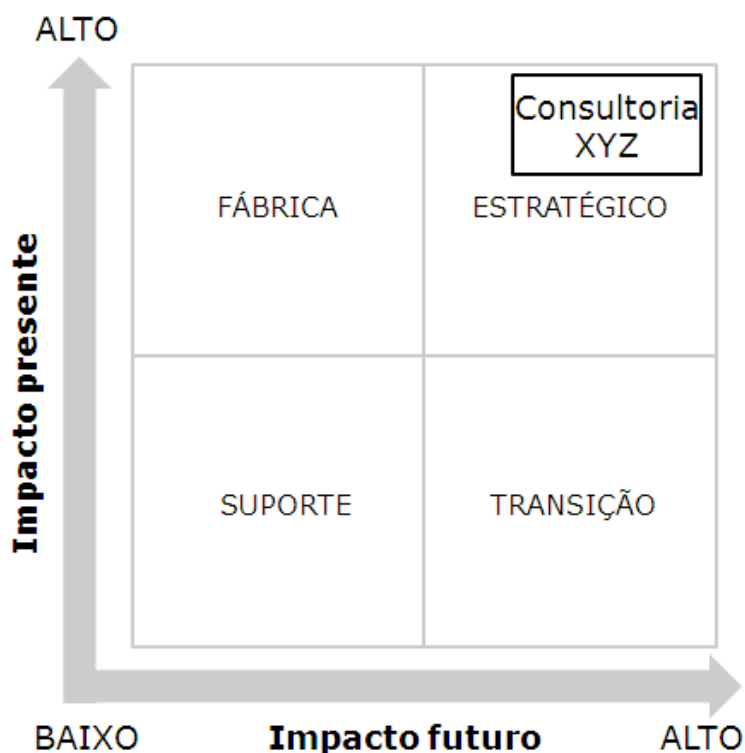 ALTO
Consultoria
XYZ
FÁBRICA
ESTRATÉGICO
Impacto presente
SUPORTE
TRANSIÇÃO
BAIXO
Impacto futuro
ALTO